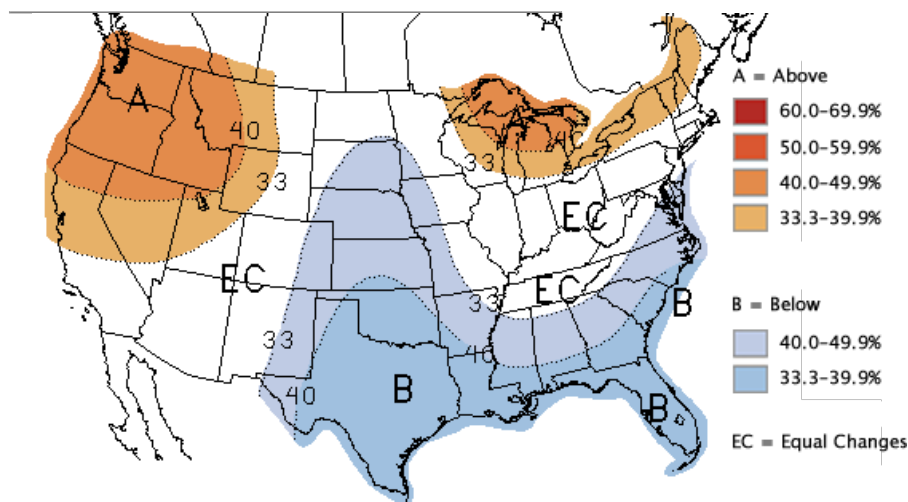 A
40
33
A
40
33
EC
EC
EC
33
33
40
40
B
B
B
A = Above
60.0–69.9%
50.0–59.9%
40.0–49.9%
33.3–39.9%
B = Below
40.0–49.9%
33.3–39.9%
EC = Equal Changes